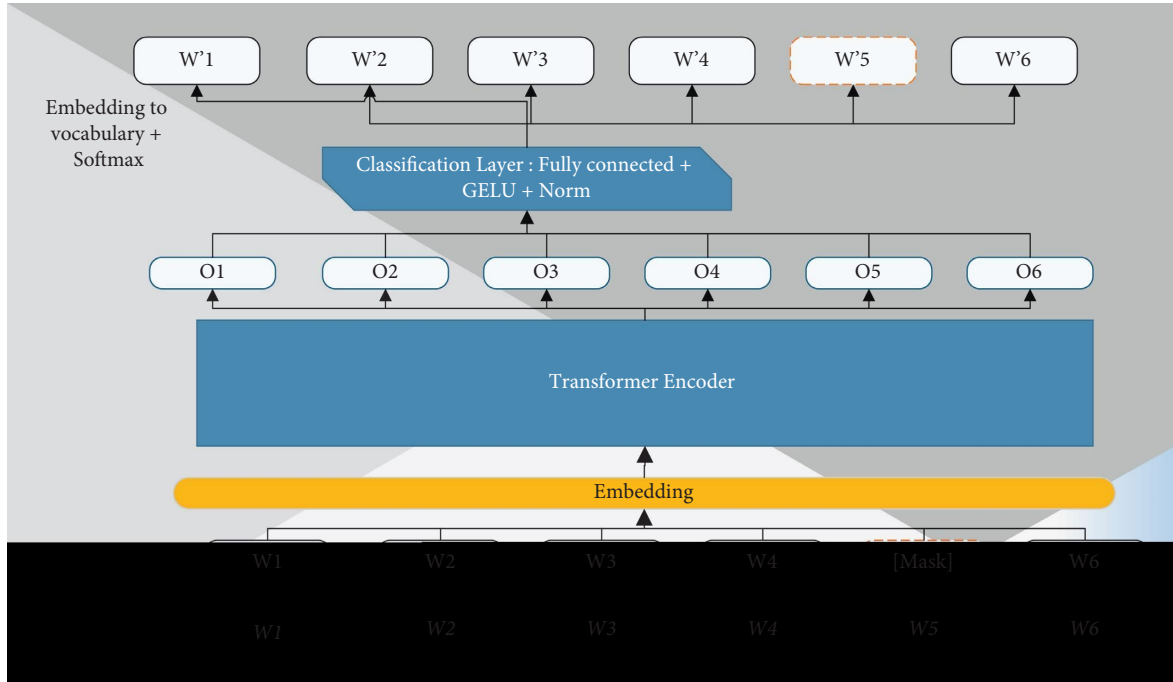 W'1 W'2 W'3 W'4 W'5 W'6
Embedding to
vocabulary +
Softmax
Classification Layer : Fully connected +
GELU + Norm
O1 O2 O3 O4 O5 O6
Transformer Encoder
Embedding
W1 W2 W3 W4 [Mask] W6
W1 W2 W3 W4 W5 W6